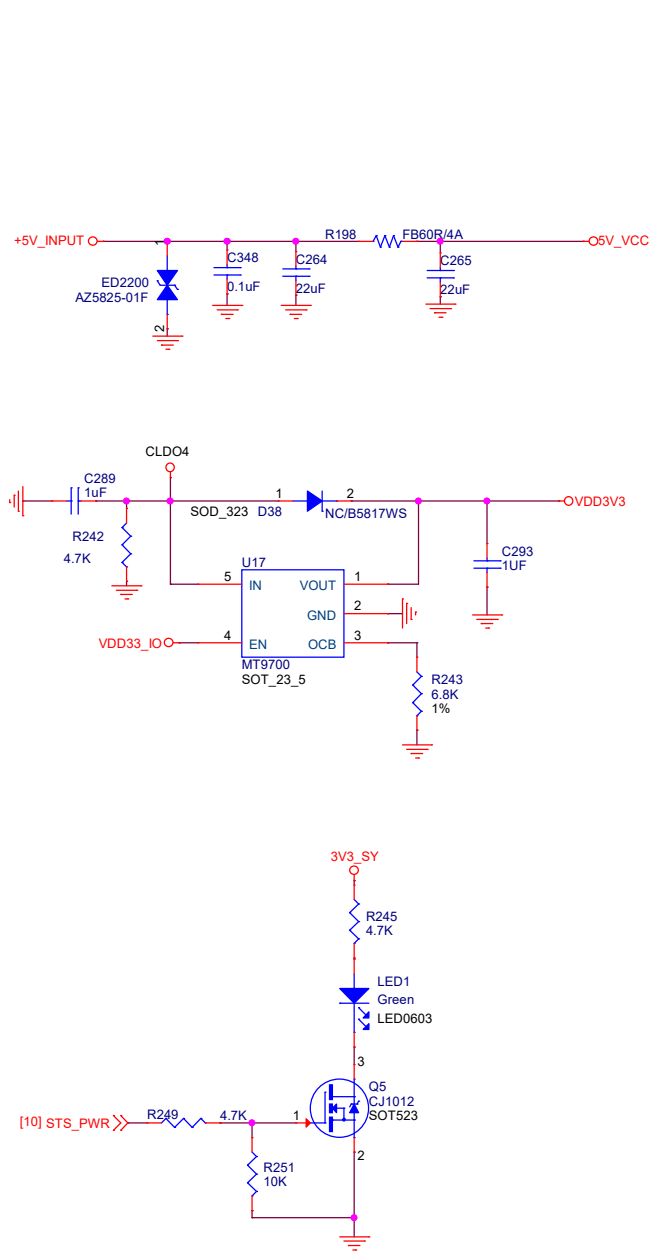 +5V_INPUT
1
R198
FB60R/4A
5V_VCC
C348
0.1uF
C264
22uF
C265
22uF
ED2200
AZ5825-01F
2
CLDO4
C289
1uF
1
2
SOD_323
D38
NC/B5817WS
VDD3V3
R242
4.7K
C293
1UF
U17
5
IN
VOUT
1
GND
2
VDD33_IO
4
EN
OCB
3
MT9700
SOT_23_5
R243
6.8K
1%
3V3_SY
R245
4.7K
LED1
Green
LED0603
3
Q5
CJ1012
SOT523
[10] STS_PWR
R249
4.7K
1
2
R251
10K